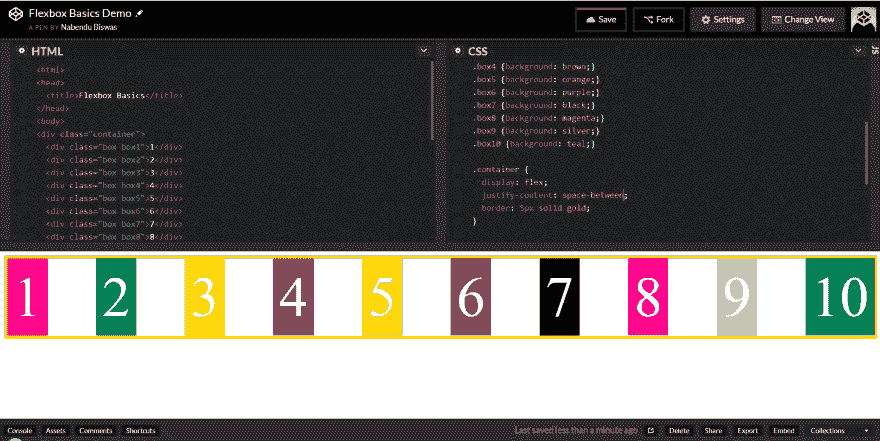 Flexbox Basics Demo
A PEN BY Nabendu Biswas
Save
Fork
Settings
Change View
HTML
<html>
<head>
<title>Flexbox Basics</title>
</head>
<body>
<div class="container">
<div class="box box1">1</div>
<div class="box box2">2</div>
<div class="box box3">3</div>
<div class="box box4">4</div>
<div class="box box5">5</div>
<div class="box box6">6</div>
<div class="box box7">7</div>
<div class="box box8">8</div>
CSS
JS
.box4 {background: brown;}
.box5 {background: orange;}
.box6 {background: purple;}
.box7 {background: black;}
.box8 {background: magenta;}
.box9 {background: silver;}
.box10 {background: teal;}
.container {
display: flex;
justify-content: space-between;
border: 5px solid gold;
}
1 2 3 4 5 6 7 8 9 10
Console Assets Comments Shortcuts
Last saved less than a minute ago
Delete Share Export Embed Collections